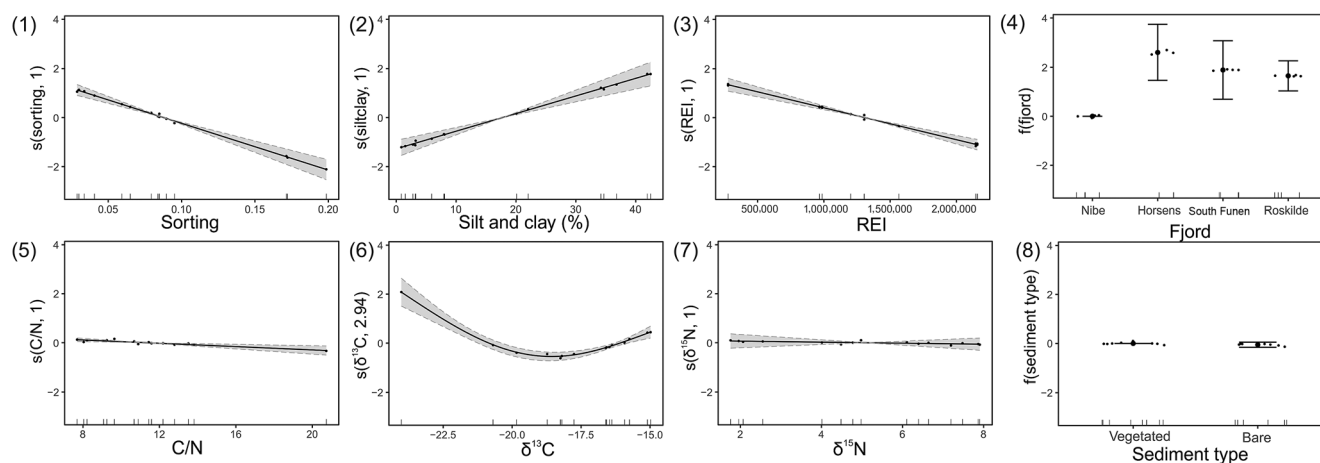 (1)
4
2
0
−2
s(sorting, 1)
0.05
0.10
0.15
0.20
Sorting
(2)
4
2
0
−2
s(siltclay, 1)
0
10
20
30
40
Silt and clay (%)
(3)
4
2
0
−2
s(REI, 1)
500.000
1.000.000
1.500.000
2.000.000
REI
(4)
4
2
0
−2
f(fjord)
Nibe
Horsens
South Funen
Roskilde
Fjord
(5)
4
2
0
−2
s(C/N, 1)
8
12
16
20
C/N
(6)
4
2
0
−2
s(δ¹³C, 2.94)
−22.5
−20.0
−17.5
−15.0
δ¹³C
(7)
4
2
0
−2
s(δ¹⁵N, 1)
2
4
6
8
δ¹⁵N
(8)
4
2
0
−2
f(sediment type)
Vegetated
Bare
Sediment type